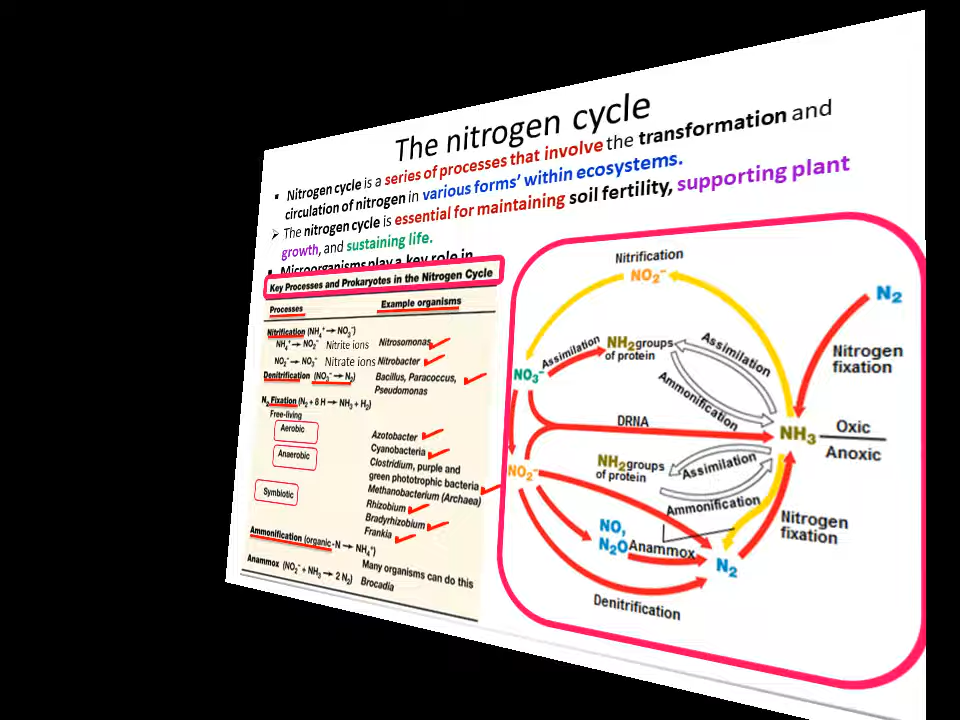 The nitrogen cycle
▪ Nitrogen cycle is a series of processes that involve the transformation and
circulation of nitrogen in various forms’ within ecosystems.
➢ The nitrogen cycle is essential for maintaining soil fertility, supporting plant
growth, and sustaining life.
▪ Microorganisms play a key role in
Key Processes and Prokaryotes in the Nitrogen Cycle
Processes Example organisms
Nitrification (NH₄⁺ → NO₃⁻)
NH₄⁺ → NO₂⁻ Nitrite ions Nitrosomonas
NO₂⁻ → NO₃⁻ Nitrate ions Nitrobacter
Denitrification (NO₃⁻ → N₂) Bacillus, Paracoccus,
Pseudomonas
N₂ Fixation (N₂ + 8 H → NH₃ + H₂)
Free-living
Aerobic
Azotobacter
Cyanobacteria
Anaerobic
Clostridium, purple and
green phototrophic bacteria
Methanobacterium (Archaea)
Symbiotic
Rhizobium
Bradyrhizobium
Frankia
Ammonification (organic-N → NH₄⁺)
Many organisms can do this
Anammox (NO₂⁻ + NH₃ → 2 N₂) Brocadia
Nitrification
NO₂⁻
N₂
Assimilation
NH₂ groups
of protein
Assimilation
Nitrogen
fixation
NO₃⁻
Ammonification
DRNA
NH₃
Oxic
Anoxic
NO₂⁻
NH₂ groups
of protein
Assimilation
Ammonification
Nitrogen
fixation
NO,
N₂O
Anammox
N₂
Denitrification